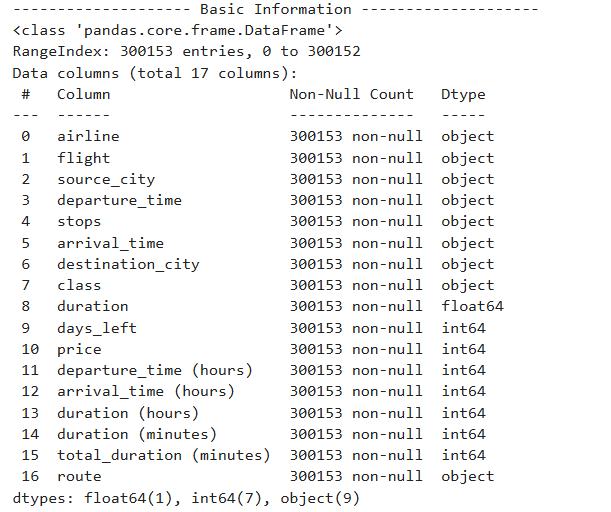 -------------------- Basic Information --------------------
<class 'pandas.core.frame.DataFrame'>
RangeIndex: 300153 entries, 0 to 300152
Data columns (total 17 columns):
 #   Column                    Non-Null Count   Dtype
---  ------                    --------------   -----
 0   airline                   300153 non-null  object
 1   flight                    300153 non-null  object
 2   source_city               300153 non-null  object
 3   departure_time            300153 non-null  object
 4   stops                     300153 non-null  object
 5   arrival_time              300153 non-null  object
 6   destination_city          300153 non-null  object
 7   class                     300153 non-null  object
 8   duration                  300153 non-null  float64
 9   days_left                 300153 non-null  int64
 10  price                     300153 non-null  int64
 11  departure_time (hours)    300153 non-null  int64
 12  arrival_time (hours)      300153 non-null  int64
 13  duration (hours)          300153 non-null  int64
 14  duration (minutes)        300153 non-null  int64
 15  total_duration (minutes)  300153 non-null  int64
 16  route                     300153 non-null  object
dtypes: float64(1), int64(7), object(9)